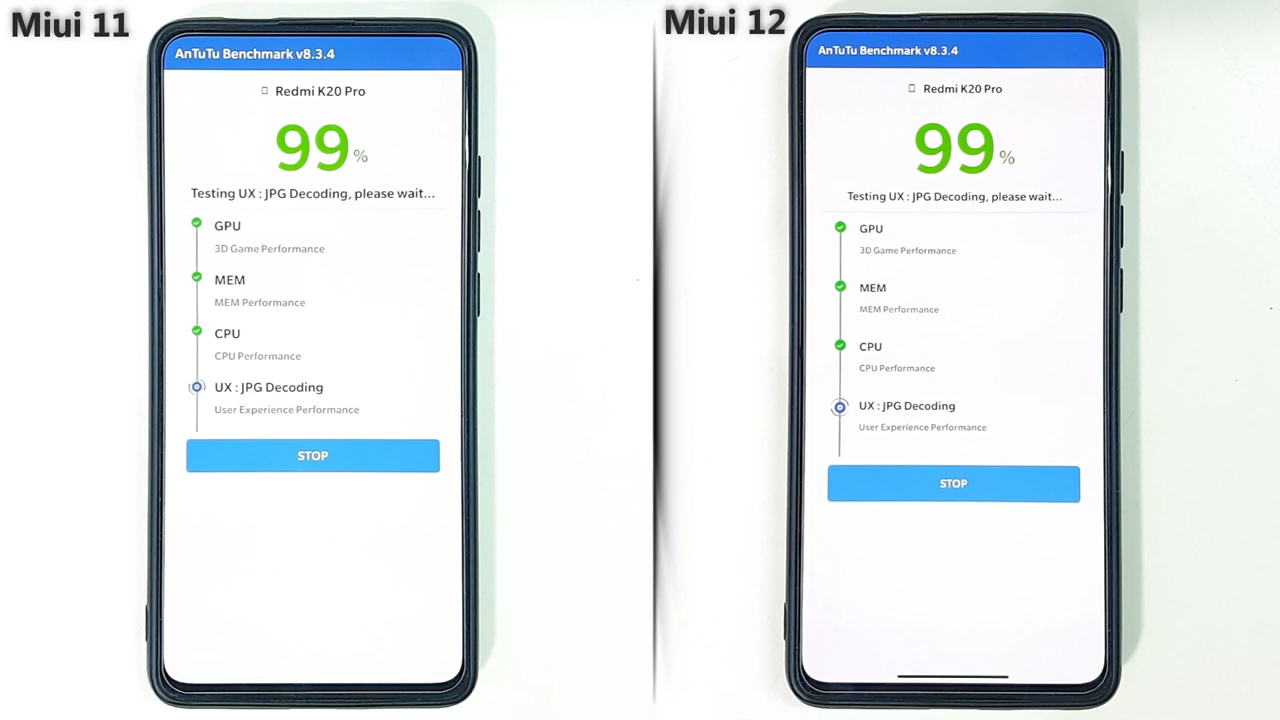 Miui 11
AnTuTu Benchmark v8.3.4
Redmi K20 Pro
99%
Testing UX : JPG Decoding, please wait...
GPU
3D Game Performance
MEM
MEM Performance
CPU
CPU Performance
UX : JPG Decoding
User Experience Performance
STOP
Miui 12
AnTuTu Benchmark v8.3.4
Redmi K20 Pro
99%
Testing UX : JPG Decoding, please wait...
GPU
3D Game Performance
MEM
MEM Performance
CPU
CPU Performance
UX : JPG Decoding
User Experience Performance
STOP